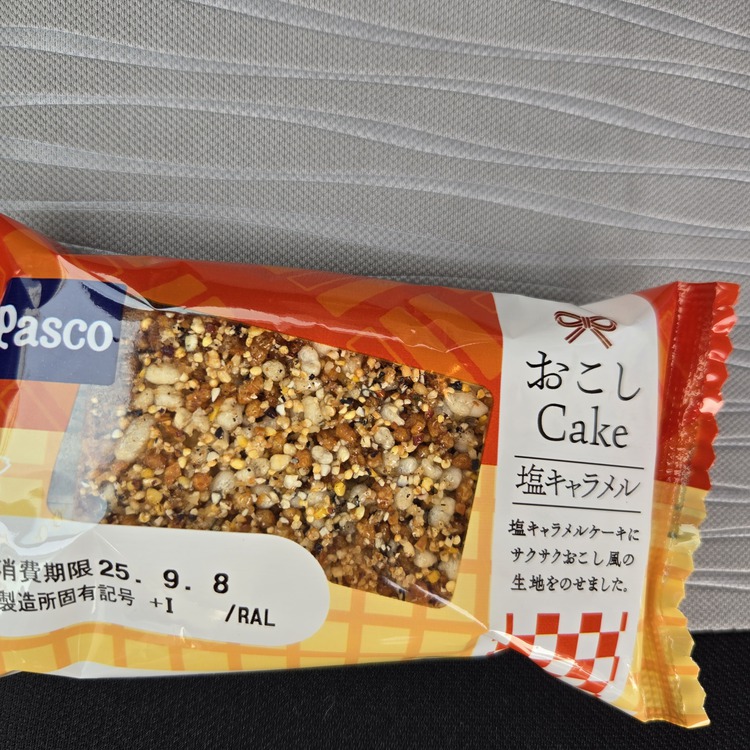 Pasco
おこし
Cake
塩キャラメル
塩キャラメルケーキに
サクサクおこし風の
生地をのせました。
消費期限 25. 9. 8
製造所固有記号 +I /RAL